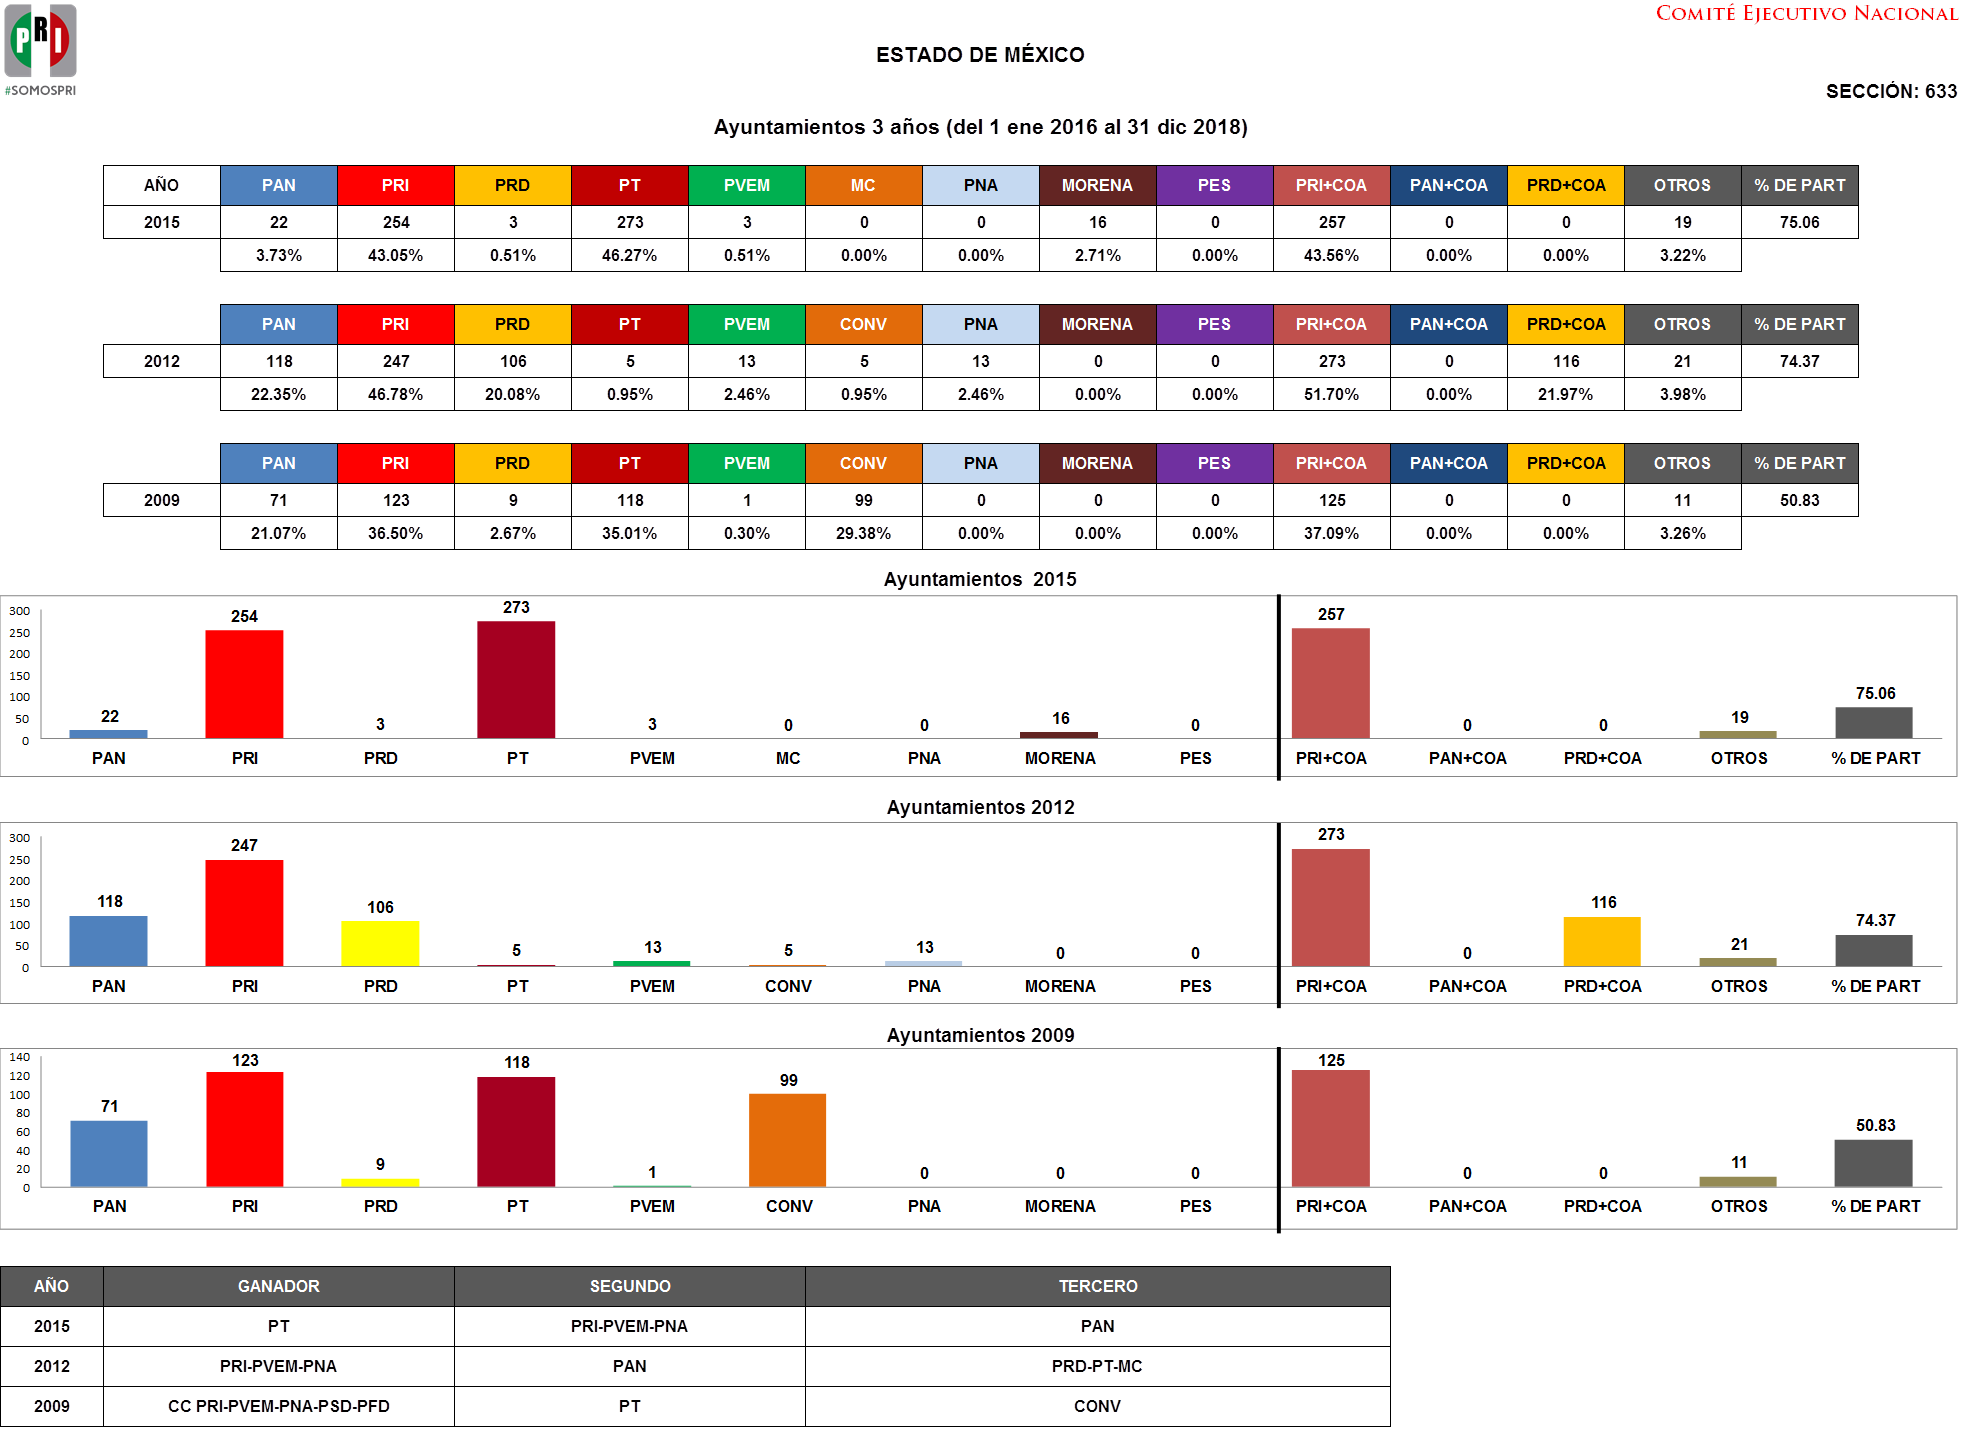 PRI
#SOMOSPRI
COMITÉ EJECUTIVO NACIONAL
ESTADO DE MÉXICO
SECCIÓN: 633
Ayuntamientos 3 años (del 1 ene 2016 al 31 dic 2018)
AÑO PAN PRI PRD PT PVEM MC PNA MORENA PES PRI+COA PAN+COA PRD+COA OTROS % DE PART
2015 22 254 3 273 3 0 0 16 0 257 0 0 19 75.06
3.73% 43.05% 0.51% 46.27% 0.51% 0.00% 0.00% 2.71% 0.00% 43.56% 0.00% 0.00% 3.22%
PAN PRI PRD PT PVEM CONV PNA MORENA PES PRI+COA PAN+COA PRD+COA OTROS % DE PART
2012 118 247 106 5 13 5 13 0 0 273 0 116 21 74.37
22.35% 46.78% 20.08% 0.95% 2.46% 0.95% 2.46% 0.00% 0.00% 51.70% 0.00% 21.97% 3.98%
PAN PRI PRD PT PVEM CONV PNA MORENA PES PRI+COA PAN+COA PRD+COA OTROS % DE PART
2009 71 123 9 118 1 99 0 0 0 125 0 0 11 50.83
21.07% 36.50% 2.67% 35.01% 0.30% 29.38% 0.00% 0.00% 0.00% 37.09% 0.00% 0.00% 3.26%
Ayuntamientos 2015
300
250
200
150
100
50
0
22 254 3 273 3 0 0 16 0 257 0 0 19 75.06
PAN PRI PRD PT PVEM MC PNA MORENA PES PRI+COA PAN+COA PRD+COA OTROS % DE PART
Ayuntamientos 2012
300
250
200
150
100
50
0
118 247 106 5 13 5 13 0 0 273 0 116 21 74.37
PAN PRI PRD PT PVEM CONV PNA MORENA PES PRI+COA PAN+COA PRD+COA OTROS % DE PART
Ayuntamientos 2009
140
120
100
80
60
40
20
0
71 123 9 118 1 99 0 0 0 125 0 0 11 50.83
PAN PRI PRD PT PVEM CONV PNA MORENA PES PRI+COA PAN+COA PRD+COA OTROS % DE PART
AÑO GANADOR SEGUNDO TERCERO
2015 PT PRI-PVEM-PNA PAN
2012 PRI-PVEM-PNA PAN PRD-PT-MC
2009 CC PRI-PVEM-PNA-PSD-PFD PT CONV